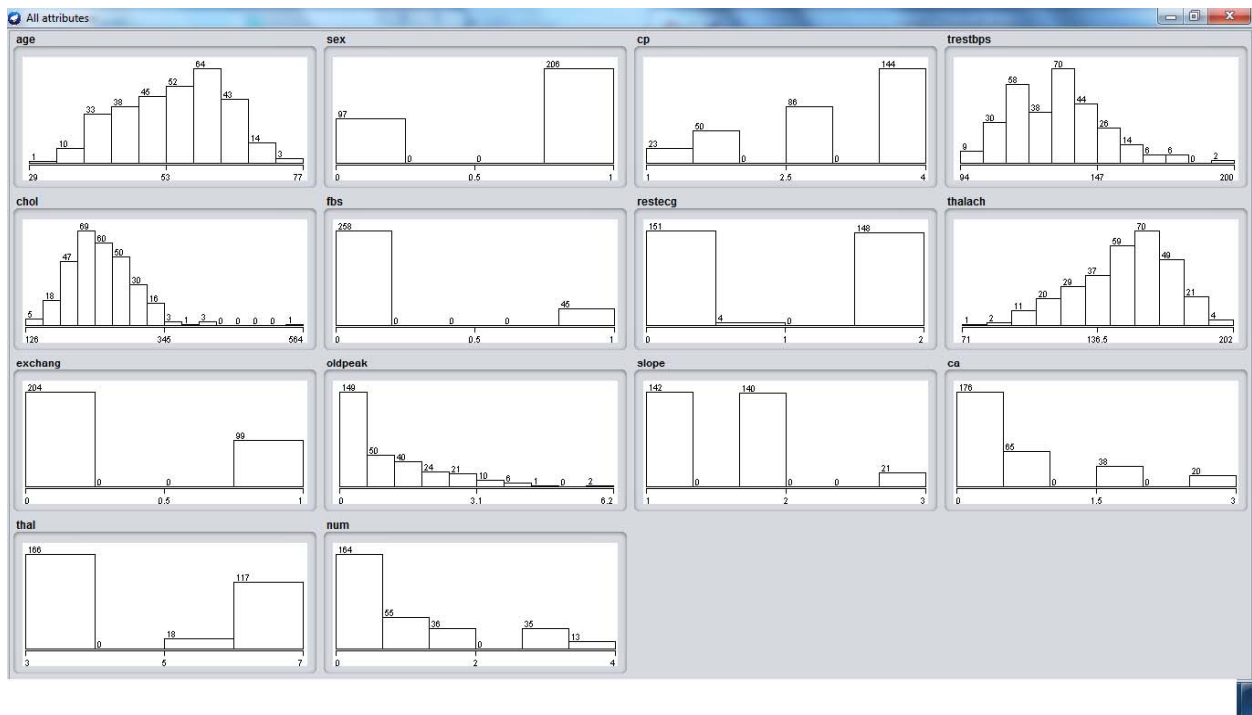 All attributes
age sex cp trestbps
1 10 33 38 45 52 64 43 14 3
29 53 77
97 0 0 206
0 0.5 1
23 50 0 86 0 144
1 2.5 4
9 30 58 38 70 44 26 14 6 6 0 2
94 147 200
chol fbs restecg thalach
5 18 47 69 60 50 30 16 3 1 3 0 0 0 0 1
126 345 564
258 0 0 0 45
0 0.5 1
151 4 0 148
0 1 2
1 2 11 20 29 37 59 70 49 21 4
71 136.5 202
exchang oldpeak slope ca
204 0 0 99
0 0.5 1
149 50 40 24 21 10 6 1 0 2
0 3.1 6.2
142 0 140 0 0 21
1 2 3
176 65 0 38 0 20
0 1.5 3
thal num
166 0 18 117
3 5 7
164 55 36 0 35 13
0 2 4